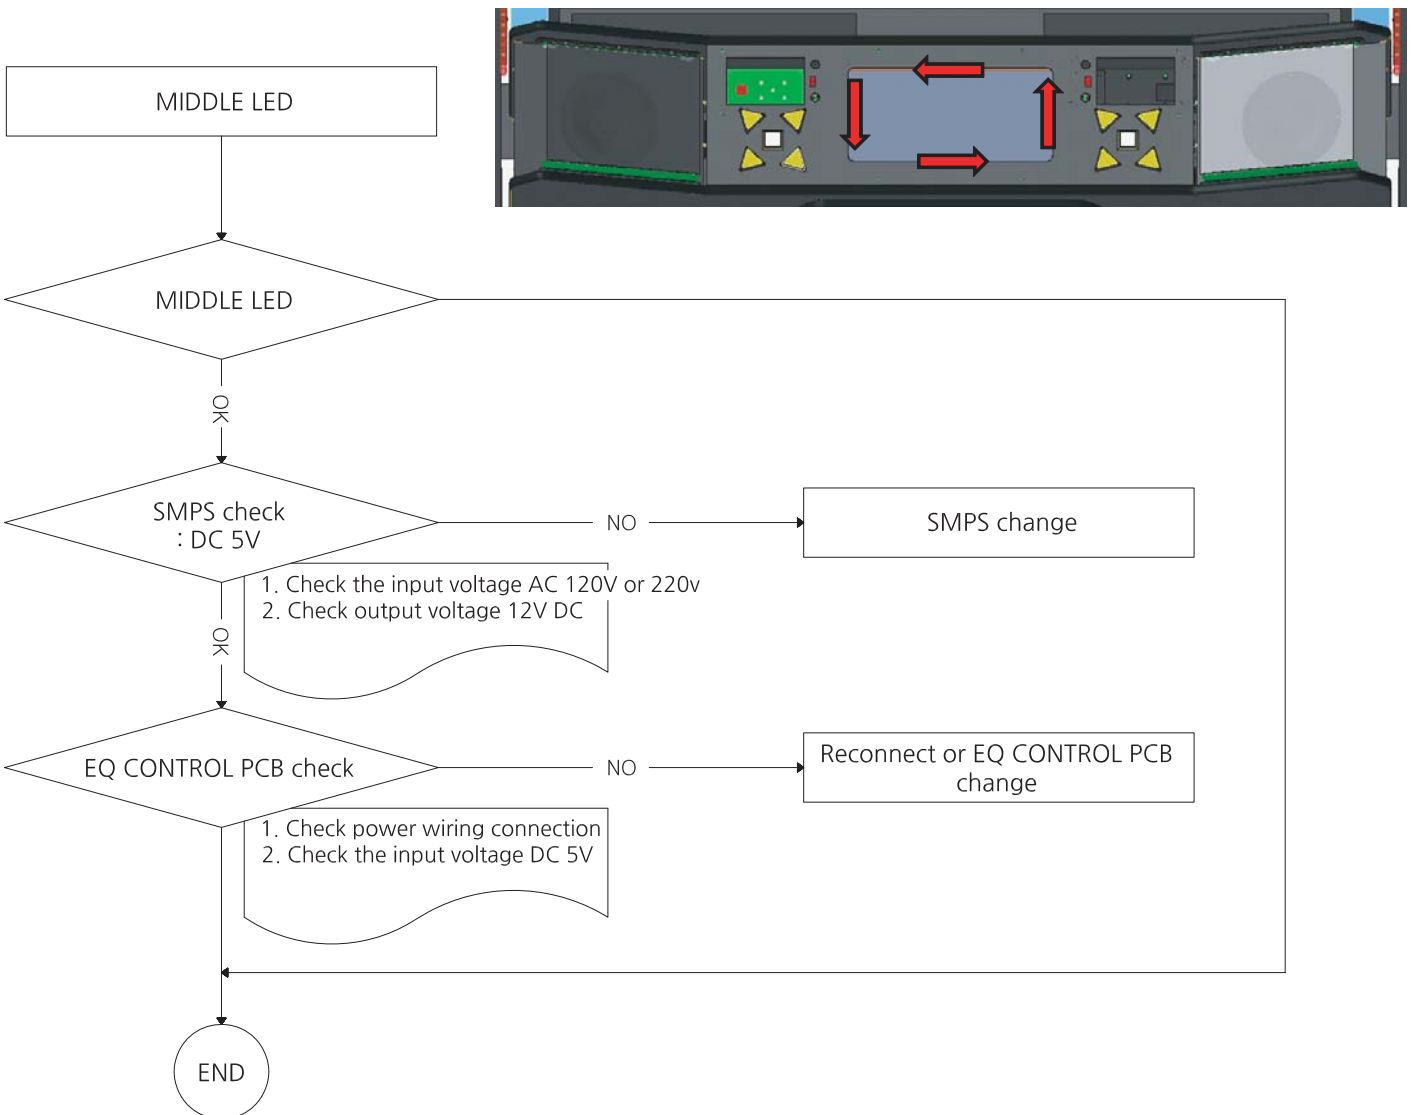 MIDDLE LED
MIDDLE LED
OK
SMPS check
: DC 5V
NO
SMPS change
1. Check the input voltage AC 120V or 220v
2. Check output voltage 12V DC
OK
EQ CONTROL PCB check
NO
Reconnect or EQ CONTROL PCB
change
1. Check power wiring connection
2. Check the input voltage DC 5V
END